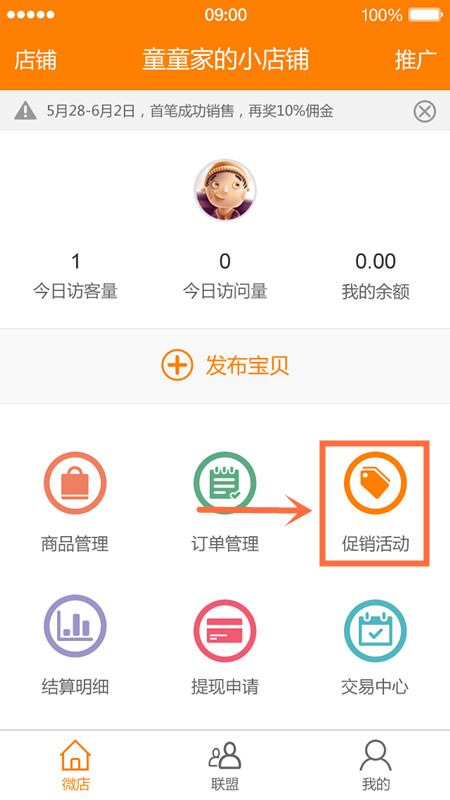 09:00
100%
店铺
童童家的小店铺
推广
5月28-6月2日，首笔成功销售，再奖10%佣金
1
0
0.00
今日访客量
今日访问量
我的余额
发布宝贝
商品管理
订单管理
促销活动
结算明细
提现申请
交易中心
微店
联盟
我的